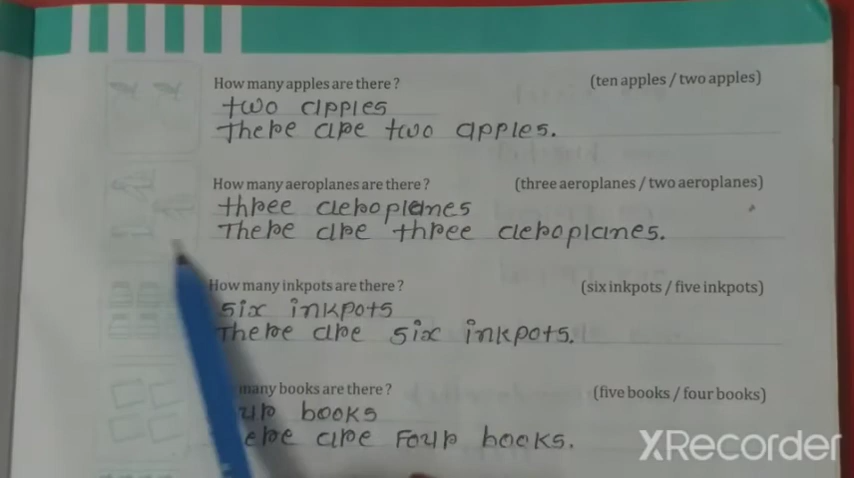 How many apples are there ? (ten apples / two apples)
two apples
There are two apples.
How many aeroplanes are there ? (three aeroplanes / two aeroplanes)
three aeroplanes
There are three aeroplanes.
How many inkpots are there ? (six inkpots / five inkpots)
six inkpots
There are six inkpots.
many books are there ? (five books / four books)
books
are Four books.
XRecorder